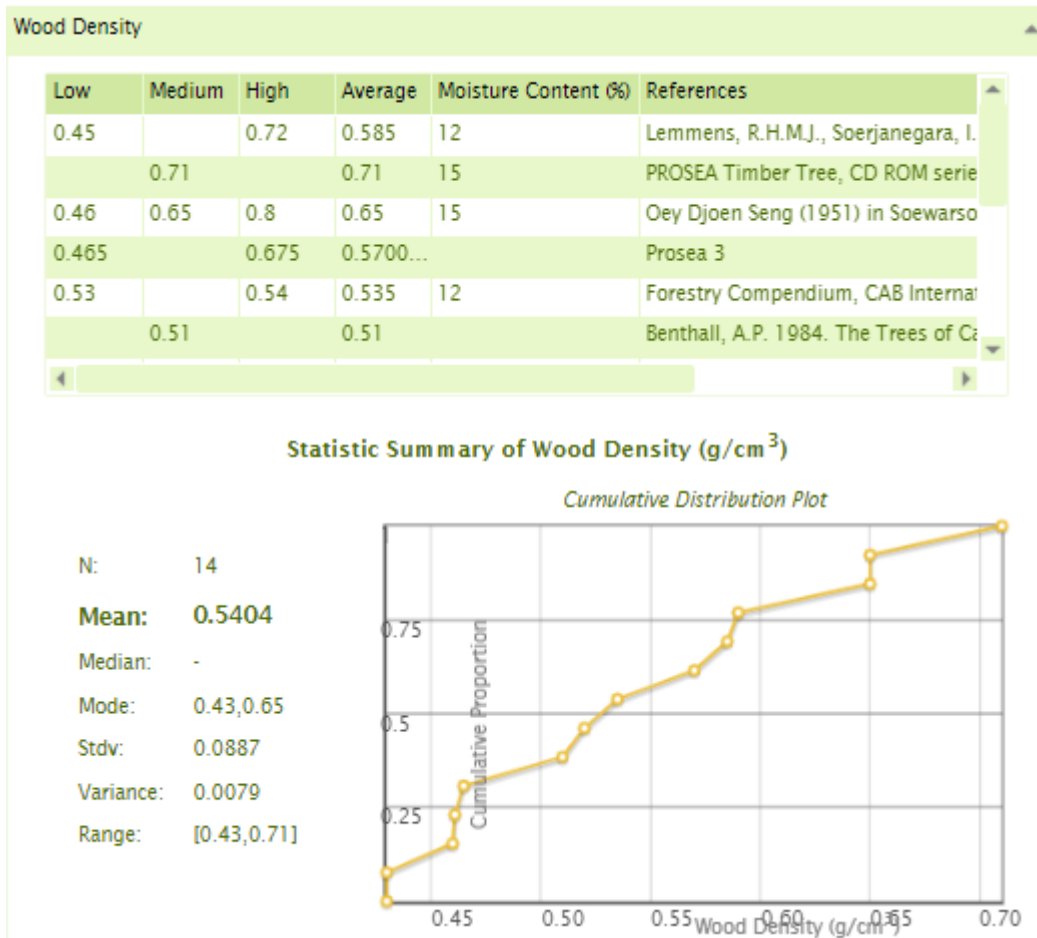 Wood Density
Low Medium High Average Moisture Content (%) References
0.45 0.72 0.585 12 Lemmens, R.H.M.J., Soerjanegara, I.
0.71 0.71 15 PROSEA Timber Tree, CD ROM serie
0.46 0.65 0.8 0.65 15 Oey Djoen Seng (1951) in Soewarso
0.465 0.675 0.5700... Prosea 3
0.53 0.54 0.535 12 Forestry Compendium, CAB Internat
0.51 0.51 Benthall, A.P. 1984. The Trees of Ca
Statistic Summary of Wood Density (g/cm³)
Cumulative Distribution Plot
N: 14
Mean: 0.5404
Median: -
Mode: 0.43,0.65
Stdv: 0.0887
Variance: 0.0079
Range: [0.43,0.71]
0.75
0.5
0.25
Cumulative Proportion
0.45 0.50 0.55 0.60 0.65 0.70
Wood Density (g/cm³)